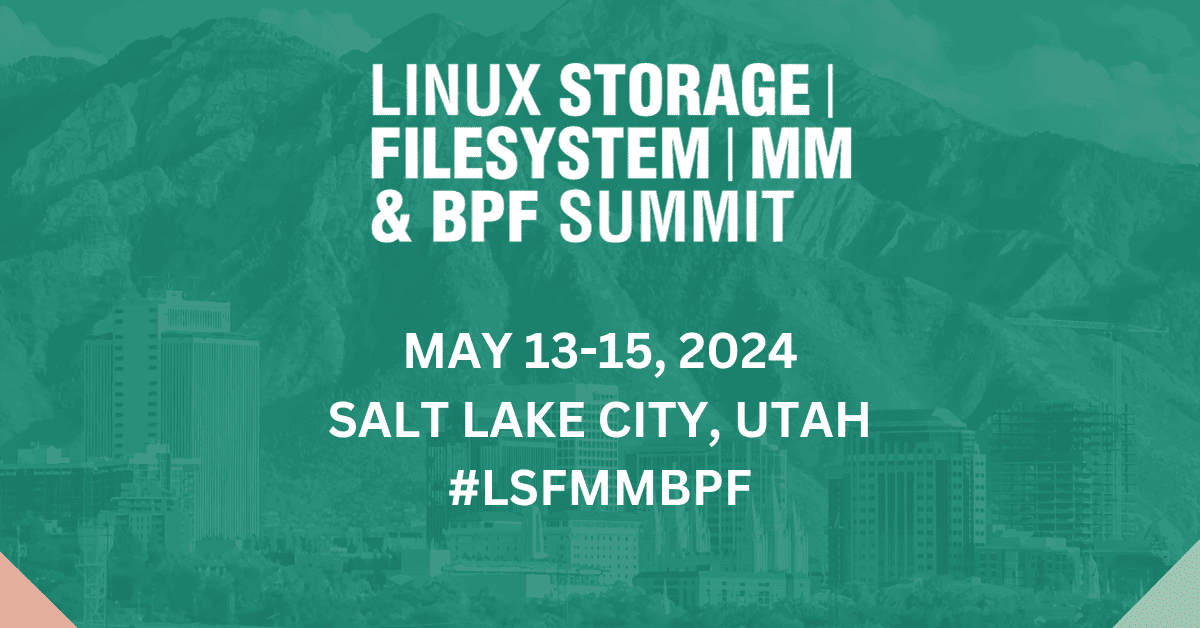 LINUX STORAGE |
FILESYSTEM | MM
& BPF SUMMIT
MAY 13-15, 2024
SALT LAKE CITY, UTAH
#LSFMMBPF